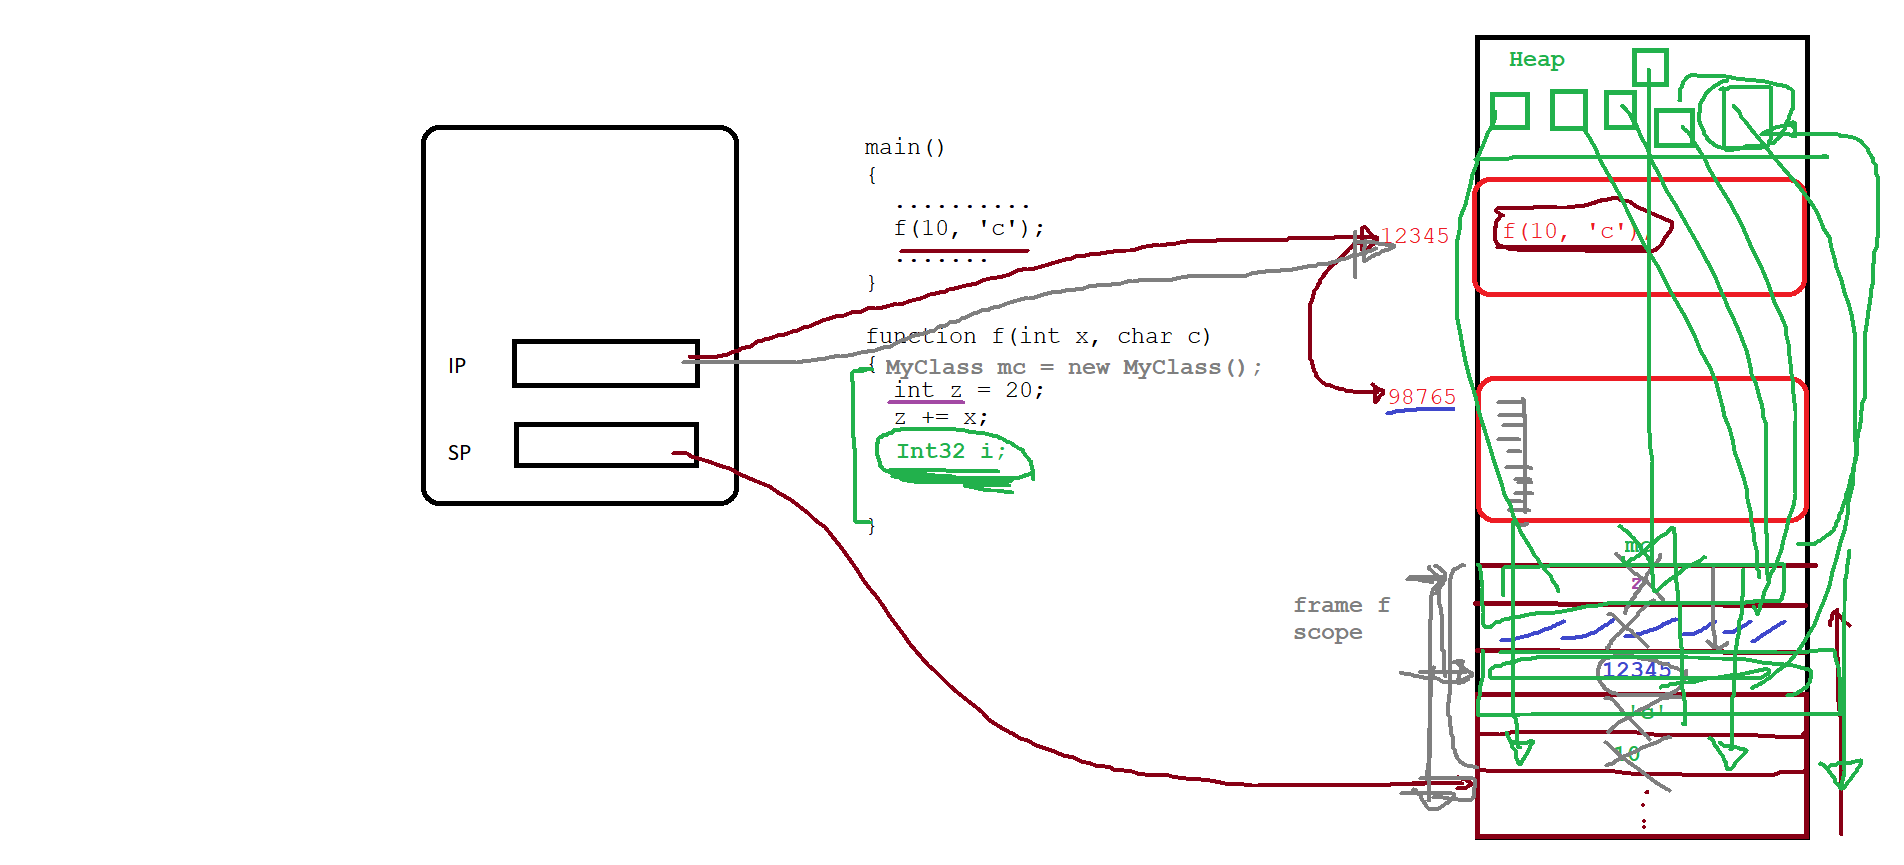 Heap
main()
{
..........
f(10, 'c');
.......
}
12345
f(10, 'c');
function f(int x, char c)
{ MyClass mc = new MyClass();
int z = 20;
z += x;
Int32 i;
}
IP
SP
98765
mc
z
frame f
scope
12345
'c'
10